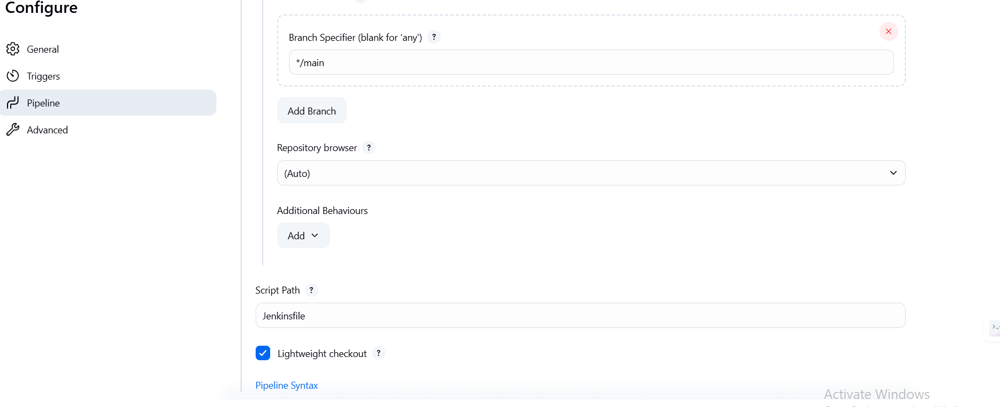 Configure
General
Triggers
Pipeline
Advanced
Branch Specifier (blank for 'any') ?
*/main
Add Branch
Repository browser ?
(Auto)
Additional Behaviours
Add
Script Path ?
Jenkinsfile
Lightweight checkout ?
Pipeline Syntax
Activate Windows